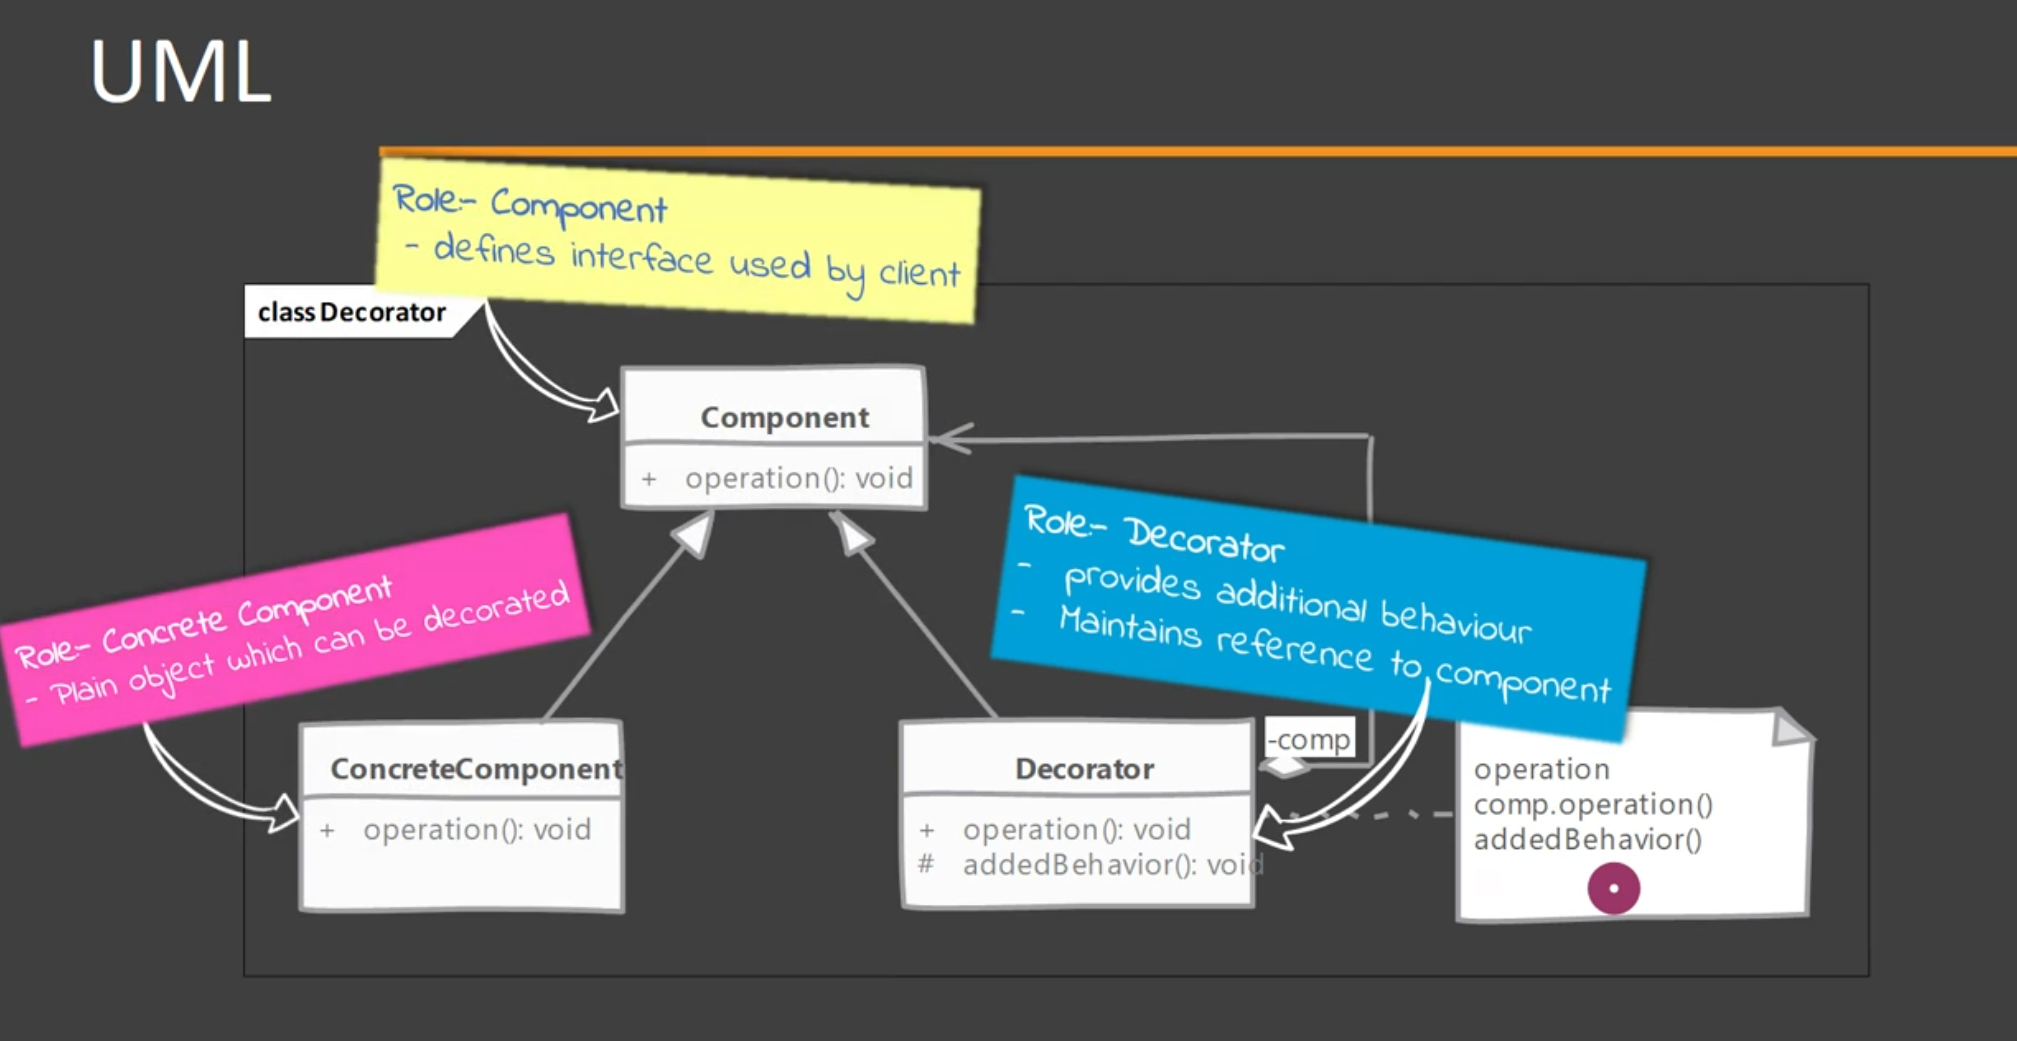 UML
Role:- Component
- defines interface used by client
class Decorator
Component
+ operation(): void
Role:- Concrete Component
- Plain object which can be decorated
Role:- Decorator
- provides additional behaviour
- Maintains reference to component
ConcreteComponent
+ operation(): void
-comp
Decorator
+ operation(): void
# addedBehavior(): void
operation
comp.operation()
addedBehavior()